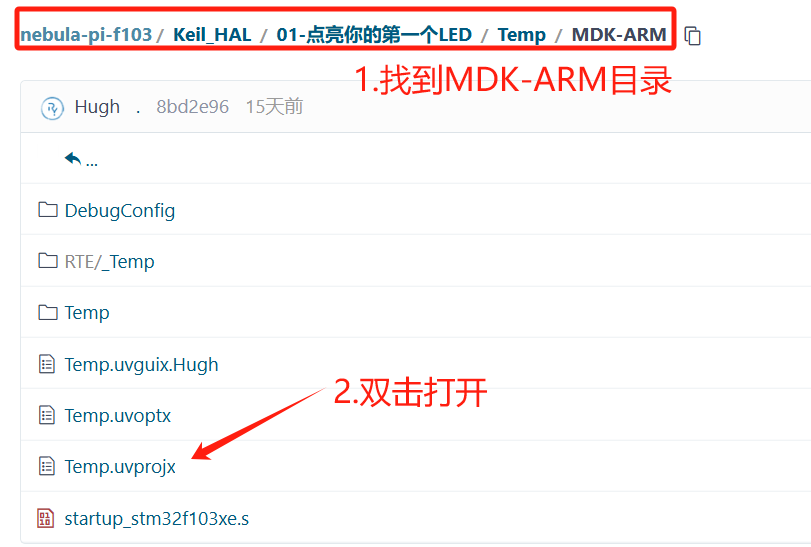 nebula-pi-f103 / Keil_HAL / 01-点亮你的第一个LED / Temp / MDK-ARM
1.找到MDK-ARM目录
Hugh . 8bd2e96 15天前
...
DebugConfig
RTE/_Temp
Temp
Temp.uvguix.Hugh
2.双击打开
Temp.uvoptx
Temp.uvprojx
startup_stm32f103xe.s